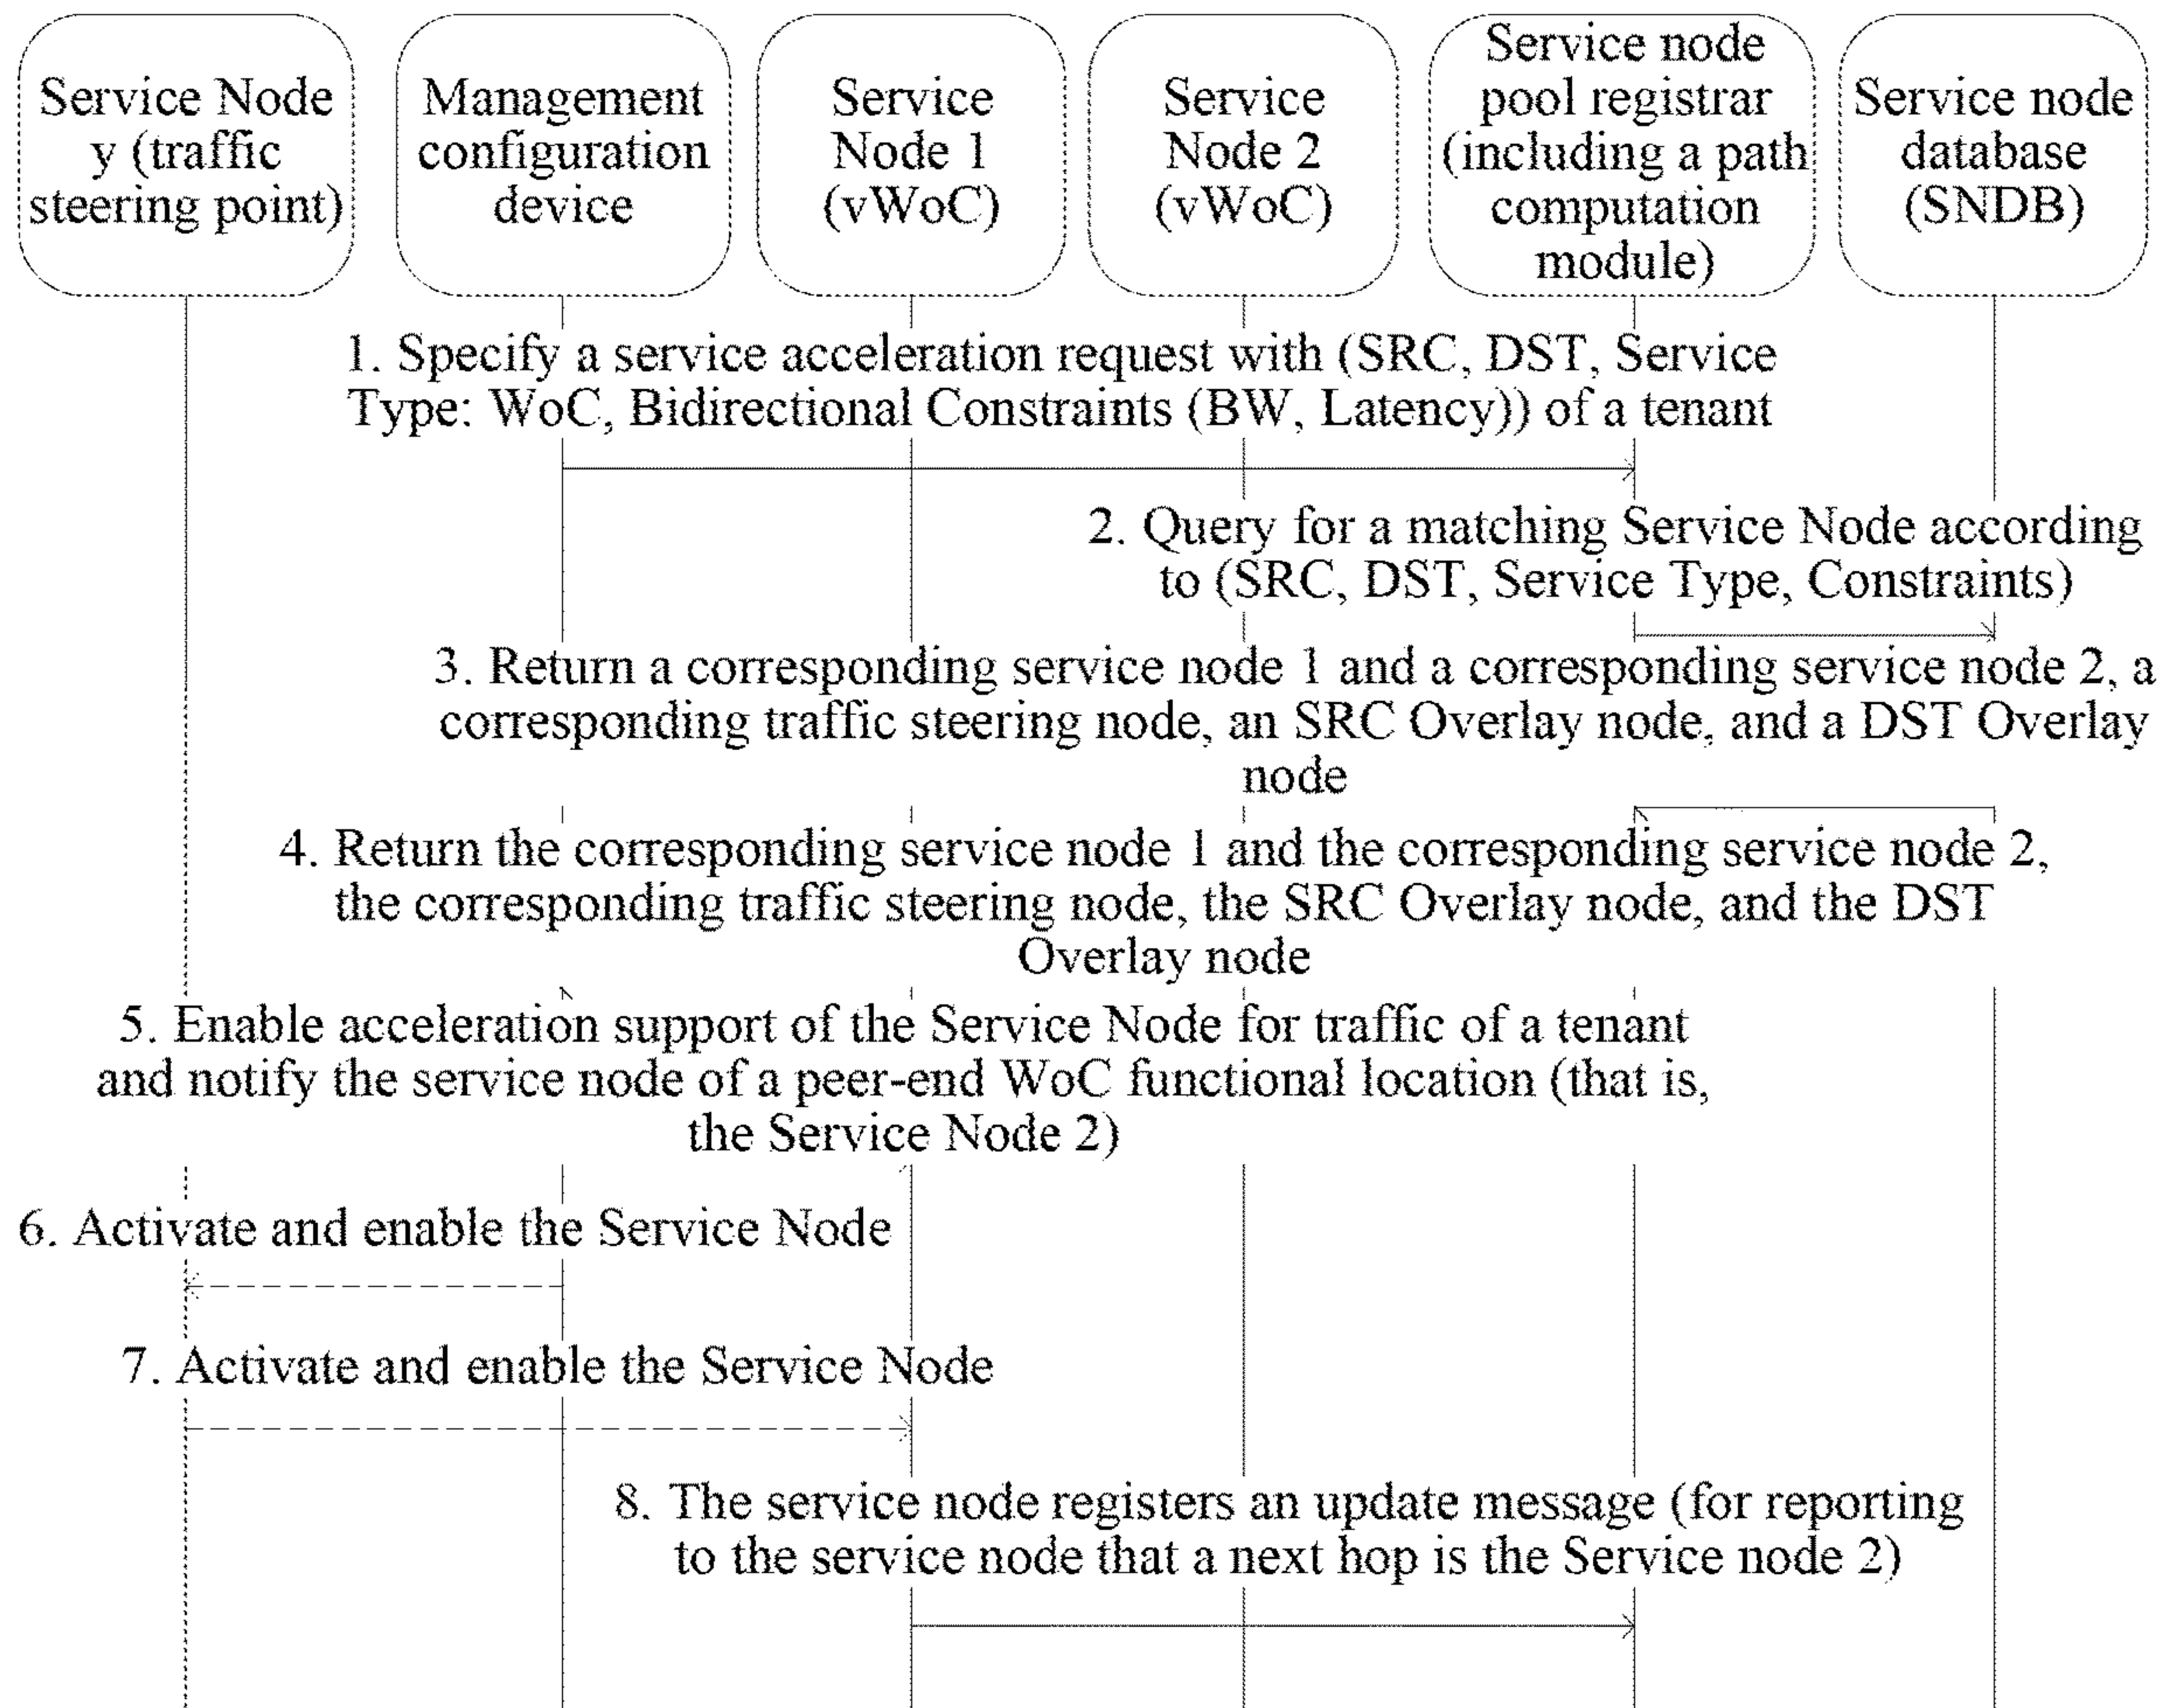 Service Node
y (traffic
steering point)
Management
configuration
device
Service
Node 1
(vWoC)
Service
Node 2
(vWoC)
Service node
pool registrar
(including a path
computation
module)
Service node
database
(SNDB)
1. Specify a service acceleration request with (SRC, DST, Service
Type: WoC, Bidirectional Constraints (BW, Latency)) of a tenant
2. Query for a matching Service Node according
to (SRC, DST, Service Type, Constraints)
3. Return a corresponding service node 1 and a corresponding service node 2, a
corresponding traffic steering node, an SRC Overlay node, and a DST Overlay
node
4. Return the corresponding service node 1 and the corresponding service node 2,
the corresponding traffic steering node, the SRC Overlay node, and the DST
Overlay node
5. Enable acceleration support of the Service Node for traffic of a tenant
and notify the service node of a peer-end WoC functional location (that is,
the Service Node 2)
6. Activate and enable the Service Node
7. Activate and enable the Service Node
8. The service node registers an update message (for reporting
to the service node that a next hop is the Service node 2)